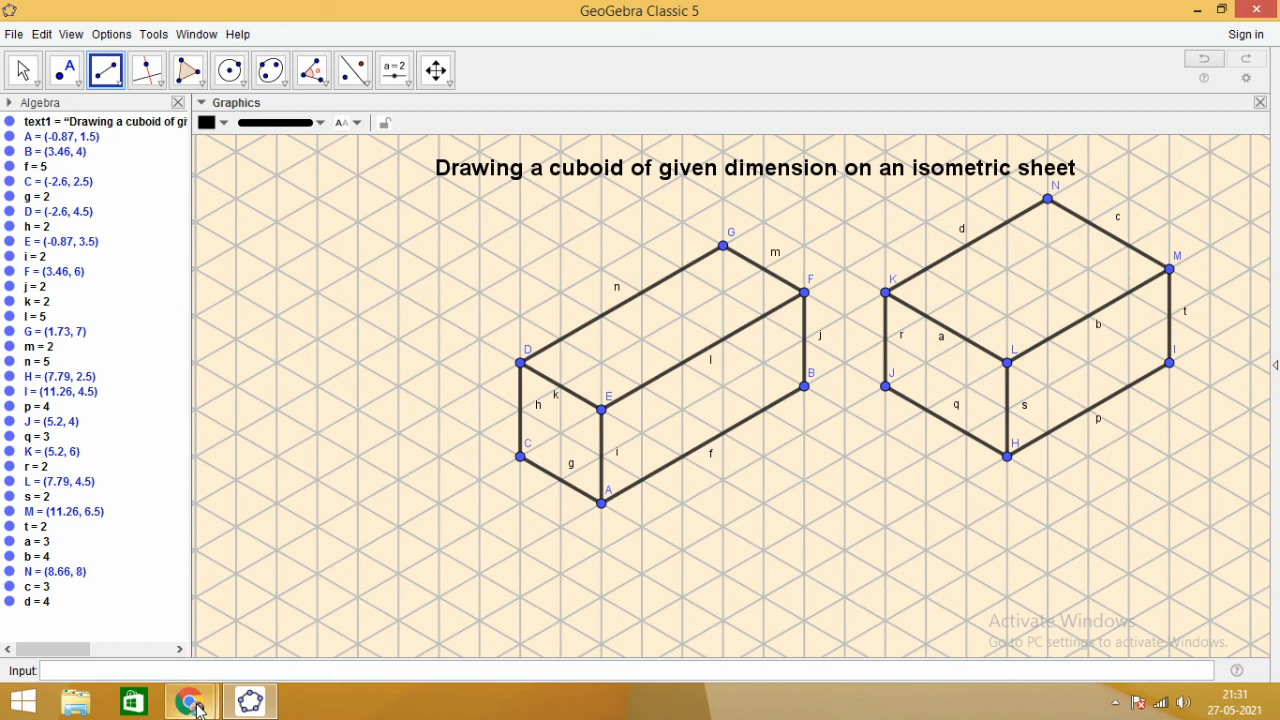 GeoGebra Classic 5
File Edit View Options Tools Window Help
Sign in
A
a = 2
Algebra
Graphics
AA
text1 = “Drawing a cuboid of gi
A = (-0.87, 1.5)
B = (3.46, 4)
f = 5
C = (-2.6, 2.5)
g = 2
D = (-2.6, 4.5)
h = 2
E = (-0.87, 3.5)
i = 2
F = (3.46, 6)
j = 2
k = 2
l = 5
G = (1.73, 7)
m = 2
n = 5
H = (7.79, 2.5)
I = (11.26, 4.5)
p = 4
J = (5.2, 4)
q = 3
K = (5.2, 6)
r = 2
L = (7.79, 4.5)
s = 2
M = (11.26, 6.5)
t = 2
a = 3
b = 4
N = (8.66, 8)
c = 3
d = 4
Drawing a cuboid of given dimension on an isometric sheet
N
c
d
G
M
m
F
K
n
t
b
j
r
a
D
L
I
l
B
J
k
E
h
q
s
p
C
H
i
f
g
A
Activate Windows
Go to PC settings to activate Windows.
Input:
21:31
27-05-2021